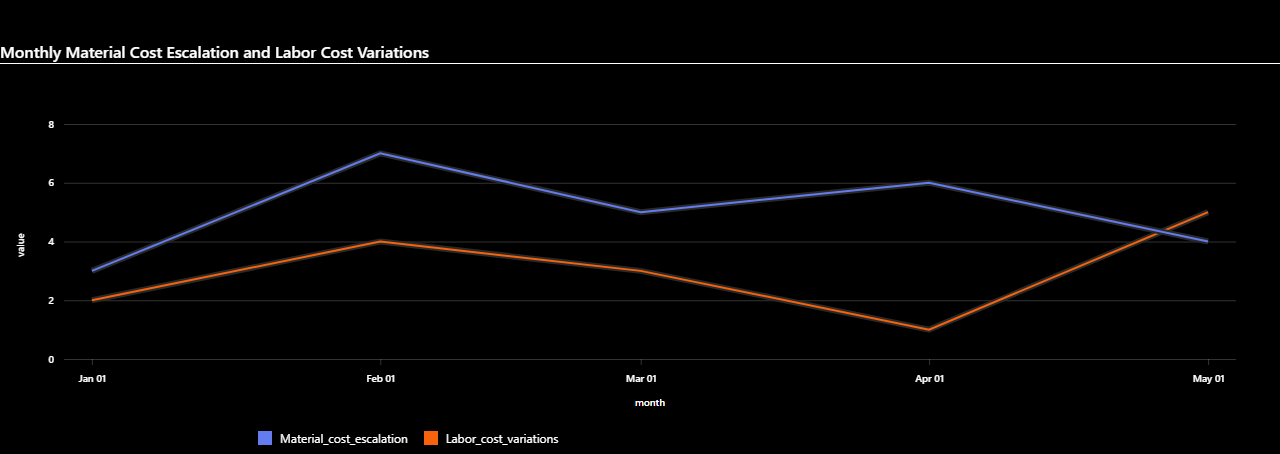 Monthly Material Cost Escalation and Labor Cost Variations
8
6
4
2
0
value
Jan 01 Feb 01 Mar 01 Apr 01 May 01
month
Material_cost_escalation Labor_cost_variations